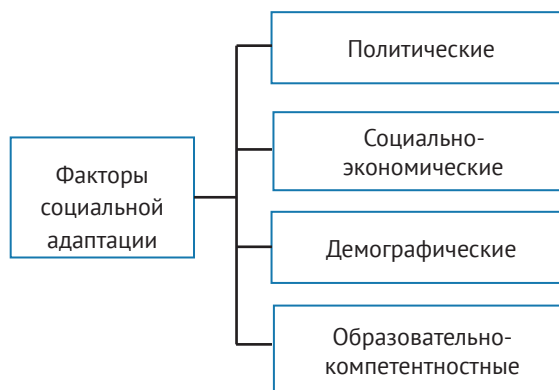 Факторы
социальной
адаптации
Политические
Социально-
экономические
Демографические
Образовательно-
компетентностные